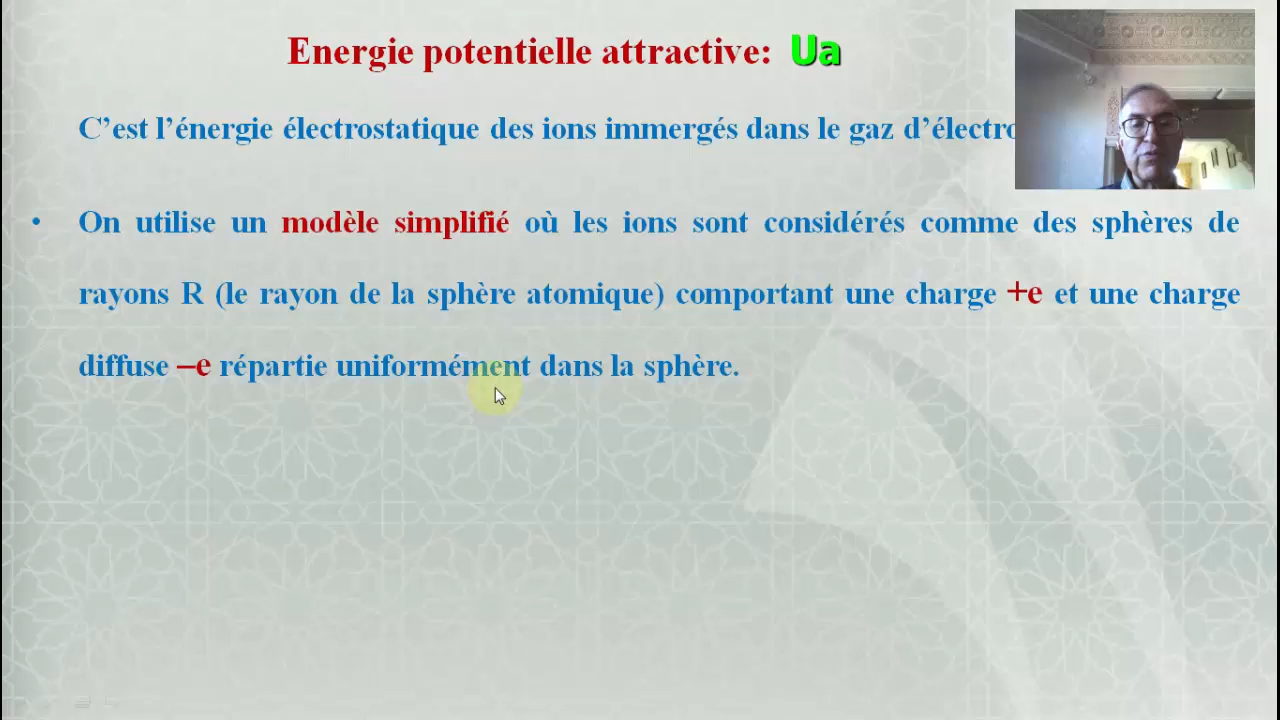 Energie potentielle attractive: Ua
C’est l’énergie électrostatique des ions immergés dans le gaz
• On utilise un modèle simplifié où les ions sont considérés comme des sphères de
rayons R (le rayon de la sphère atomique) comportant une charge +e et une charge
diffuse –e répartie uniformément dans la sphère.